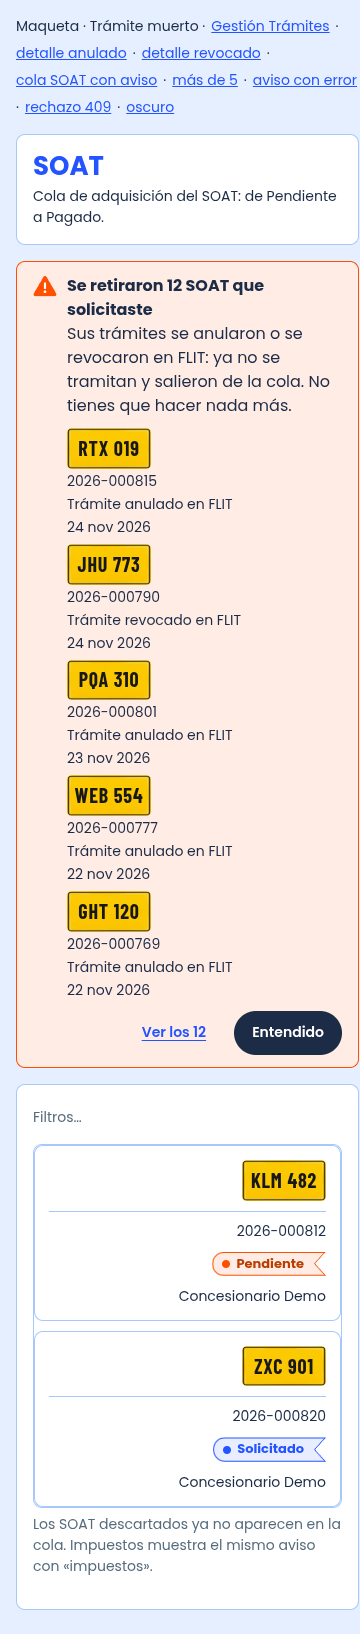 Maqueta · Trámite muerto · Gestión Trámites ·
detalle anulado · detalle revocado ·
cola SOAT con aviso · más de 5 · aviso con error
· rechazo 409 · oscuro
SOAT
Cola de adquisición del SOAT: de Pendiente
a Pagado.
Se retiraron 12 SOAT que
solicitaste
Sus trámites se anularon o se
revocaron en FLIT: ya no se
tramitan y salieron de la cola. No
tienes que hacer nada más.
RTX 019
2026-000815
Trámite anulado en FLIT
24 nov 2026
JHU 773
2026-000790
Trámite revocado en FLIT
24 nov 2026
PQA 310
2026-000801
Trámite anulado en FLIT
23 nov 2026
WEB 554
2026-000777
Trámite anulado en FLIT
22 nov 2026
GHT 120
2026-000769
Trámite anulado en FLIT
22 nov 2026
Ver los 12 Entendido
Filtros…
KLM 482
2026-000812
Pendiente
Concesionario Demo
ZXC 901
2026-000820
Solicitado
Concesionario Demo
Los SOAT descartados ya no aparecen en la
cola. Impuestos muestra el mismo aviso
con «impuestos».